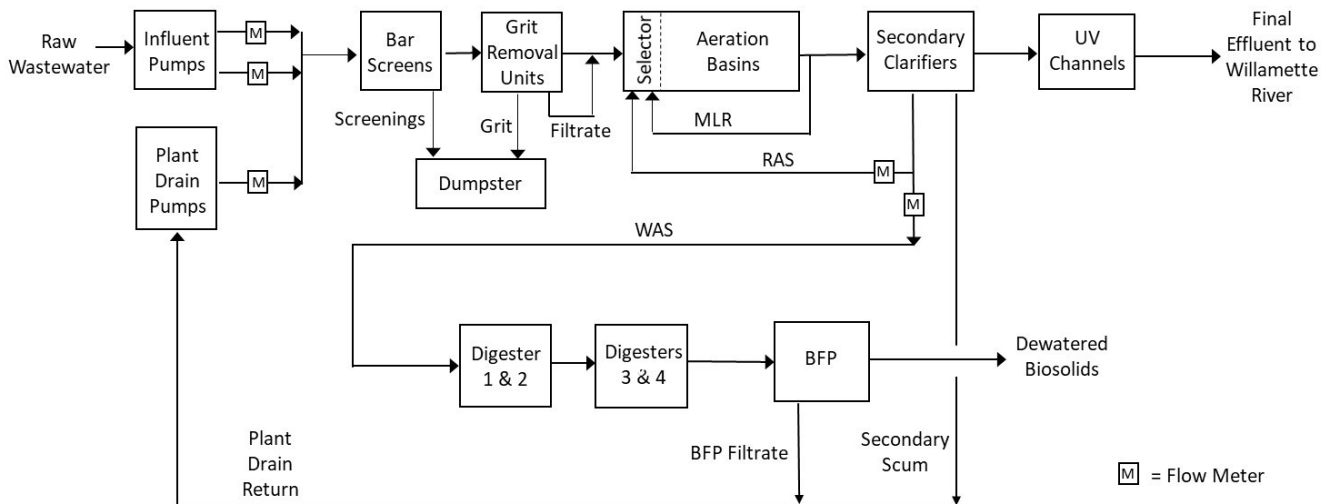 Raw
Wastewater
Influent
Pumps
M
M
Plant
Drain
Pumps
M
Bar
Screens
Grit
Removal
Units
Screenings
Grit
Filtrate
Dumpster
Selector
Aeration
Basins
MLR
RAS
M
M
Secondary
Clarifiers
UV
Channels
Final
Effluent to
Willamette
River
WAS
Digester
1 & 2
Digesters
3 & 4
BFP
Dewatered
Biosolids
Plant
Drain
Return
BFP Filtrate
Secondary
Scum
M = Flow Meter